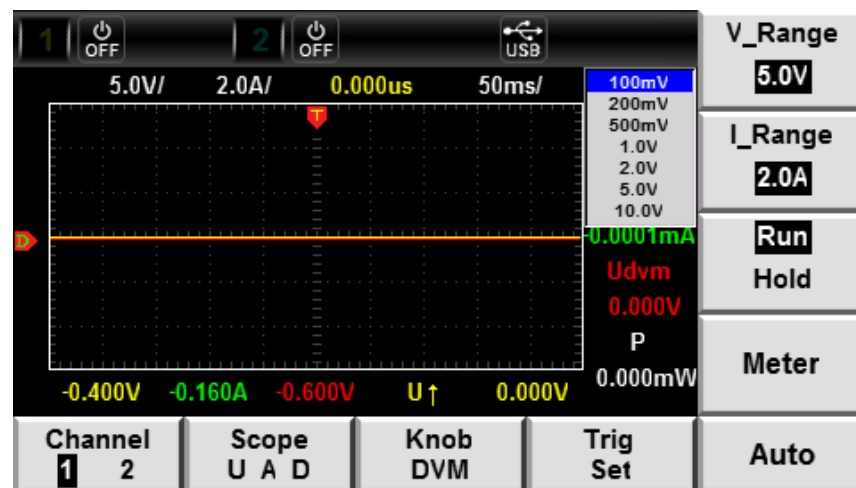 1 OFF 2 OFF USB
5.0V/ 2.0A/ 0.000us 50ms/
T
D
100mV
200mV
500mV
1.0V
2.0V
5.0V
10.0V
-0.0001mA
Udvm
0.000V
P
0.000mW
-0.400V -0.160A -0.600V U↑ 0.000V
V_Range
5.0V
I_Range
2.0A
Run
Hold
Meter
Auto
Channel
1 2
Scope
U A D
Knob
DVM
Trig
Set